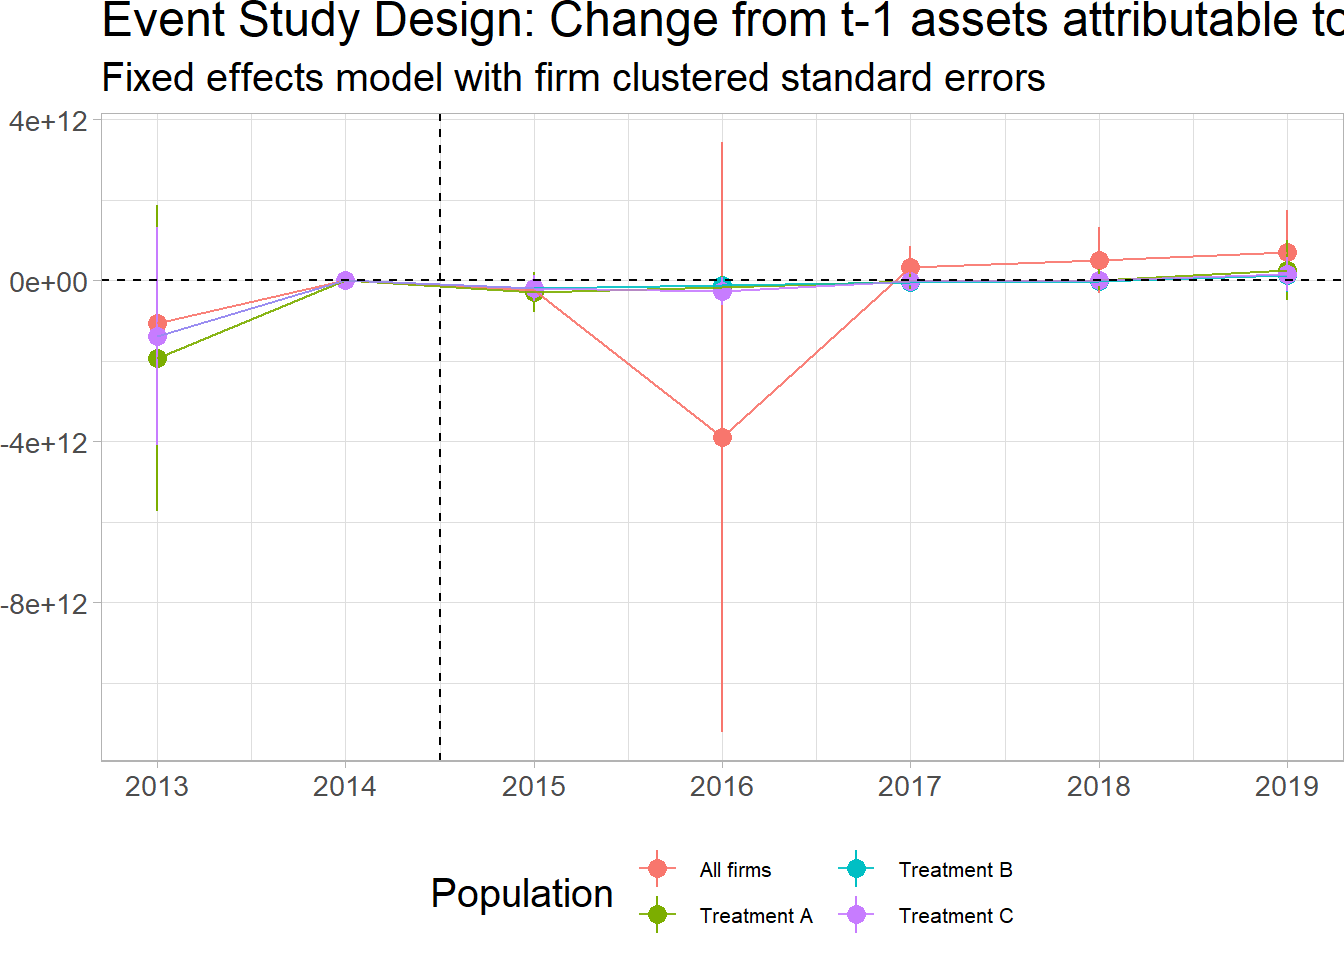 Event Study Design: Change from t-1 assets attributable to
Fixed effects model with firm clustered standard errors
4e+12
0e+00
-4e+12
-8e+12
2013 2014 2015 2016 2017 2018 2019
Population
All firms Treatment B
Treatment A Treatment C